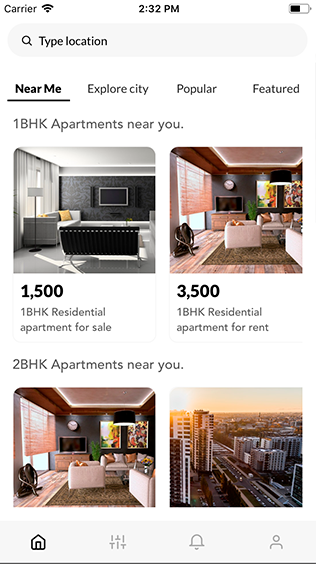 Carrier 2:32 PM
Type location
Near Me Explore city Popular Featured
1BHK Apartments near you.
1,500 3,500
1BHK Residential 1BHK Residential
apartment for sale apartment for rent
2BHK Apartments near you.